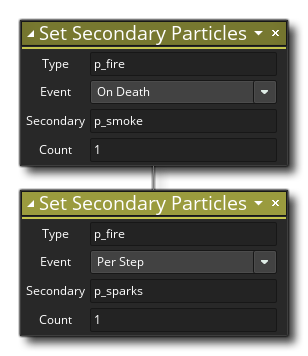 Set Secondary Particles
Type p_fire
Event On Death
Secondary p_smoke
Count 1
Set Secondary Particles
Type p_fire
Event Per Step
Secondary p_sparks
Count 1